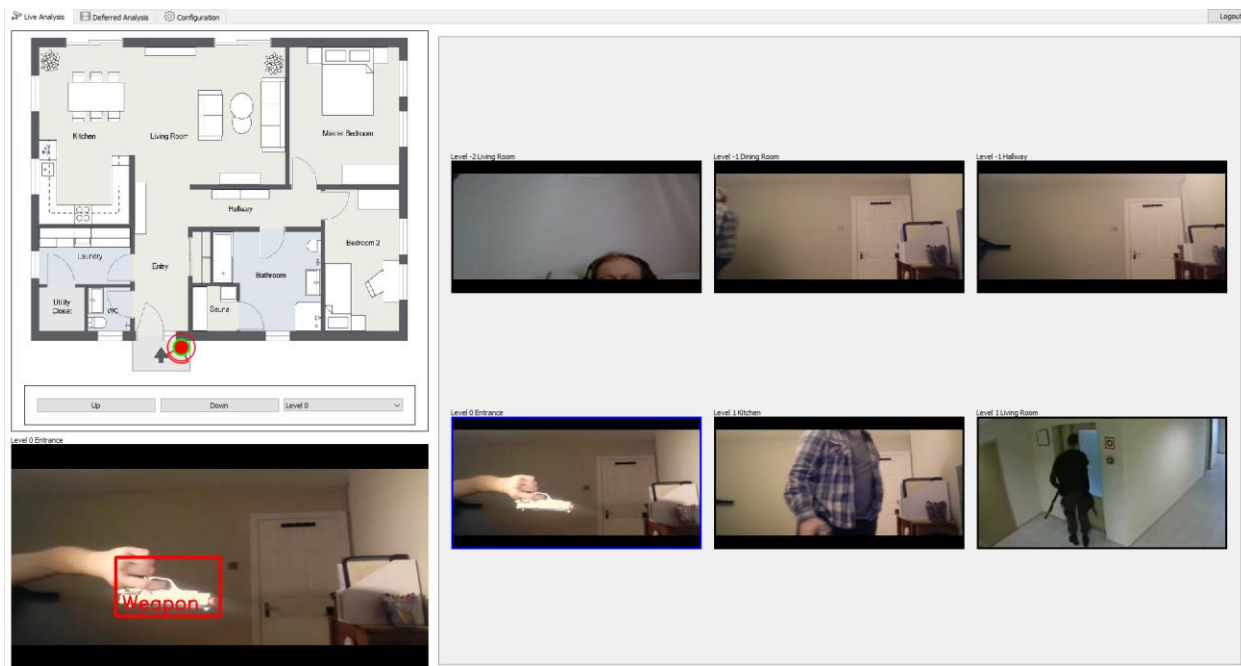 Live Analysis
Deferred Analysis
Configuration
Logout
Kitchen
Living Room
Master Bedroom
Hallway
Laundry
Entry
Bathroom
Bedroom 2
Utility
Closet
WC
Sauna
Up
Down
Level 0
Level 0 Entrance
Weapon
Level -2 Living Room
Level -1 Dining Room
Level -1 Hallway
Level 0 Entrance
Level 1 Kitchen
Level 1 Living Room